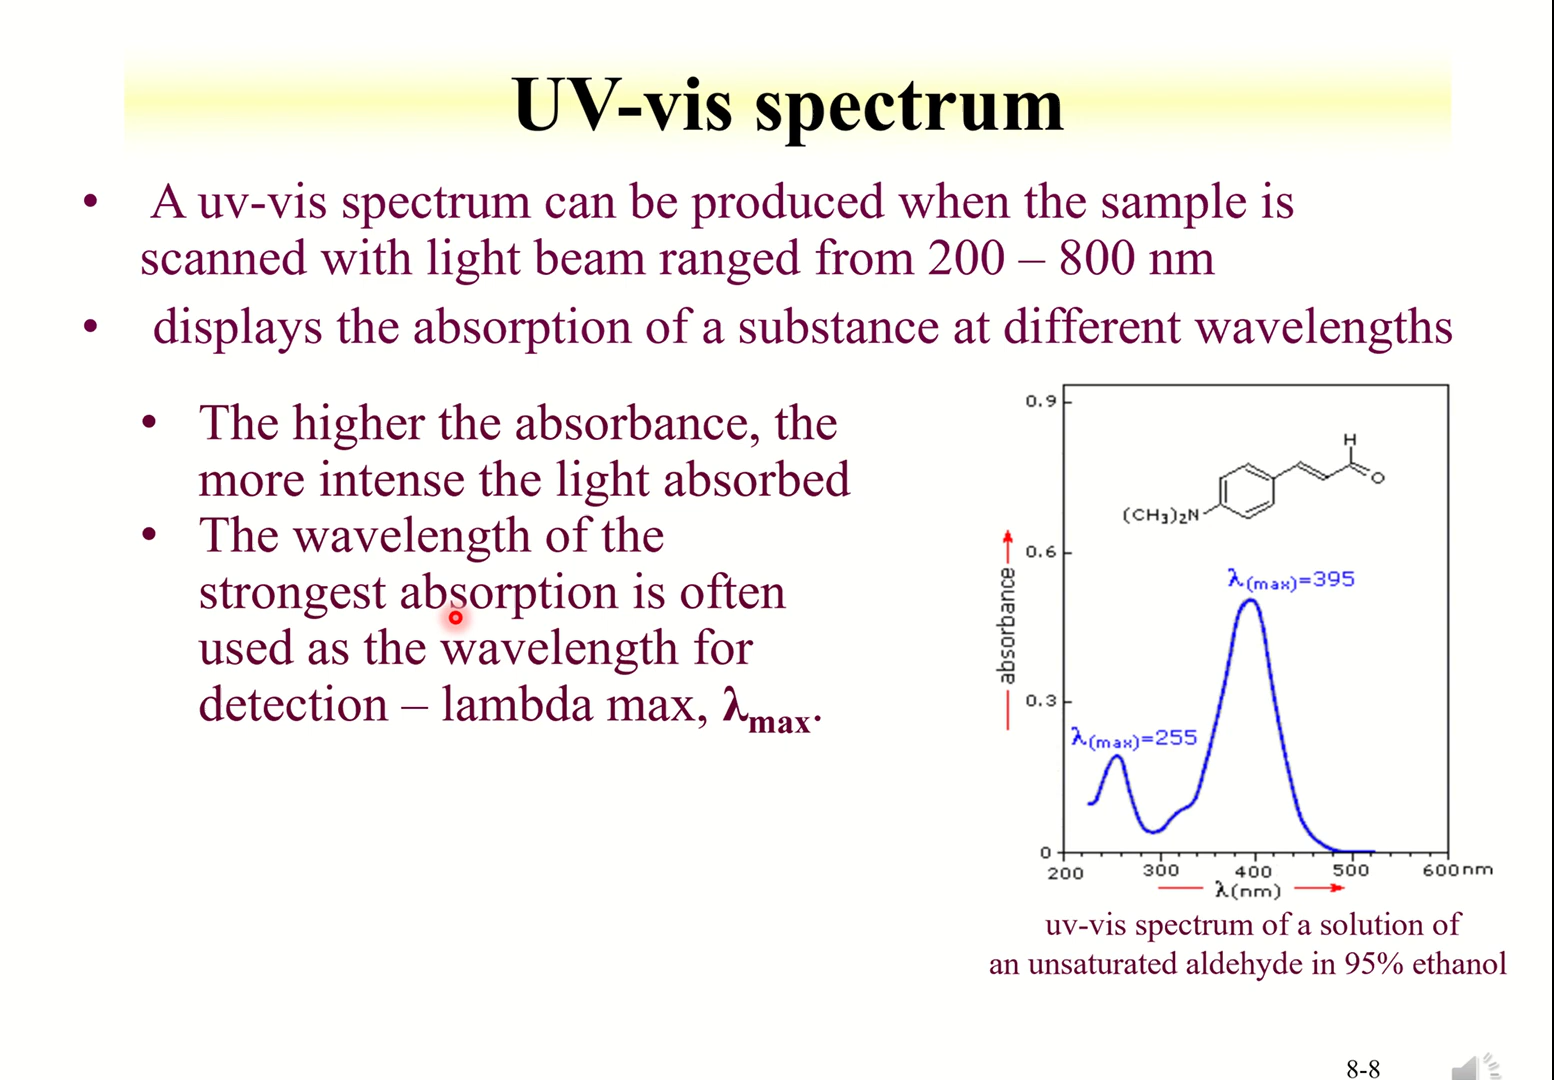 UV-vis spectrum
• A uv-vis spectrum can be produced when the sample is
scanned with light beam ranged from 200 – 800 nm
• displays the absorption of a substance at different wavelengths
• The higher the absorbance, the
more intense the light absorbed
• The wavelength of the
strongest absorption is often
used as the wavelength for
detection – lambda max, λmax.
0.9
H
O
(CH3)2N
0.6
λ(max)=395
absorbance
0.3
λ(max)=255
0
200 300 400 500 600nm
λ(nm)
uv-vis spectrum of a solution of
an unsaturated aldehyde in 95% ethanol
8-8